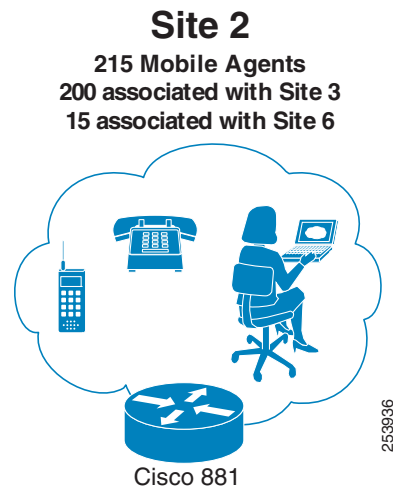 Site 2
215 Mobile Agents
200 associated with Site 3
15 associated with Site 6
253936
Cisco 881